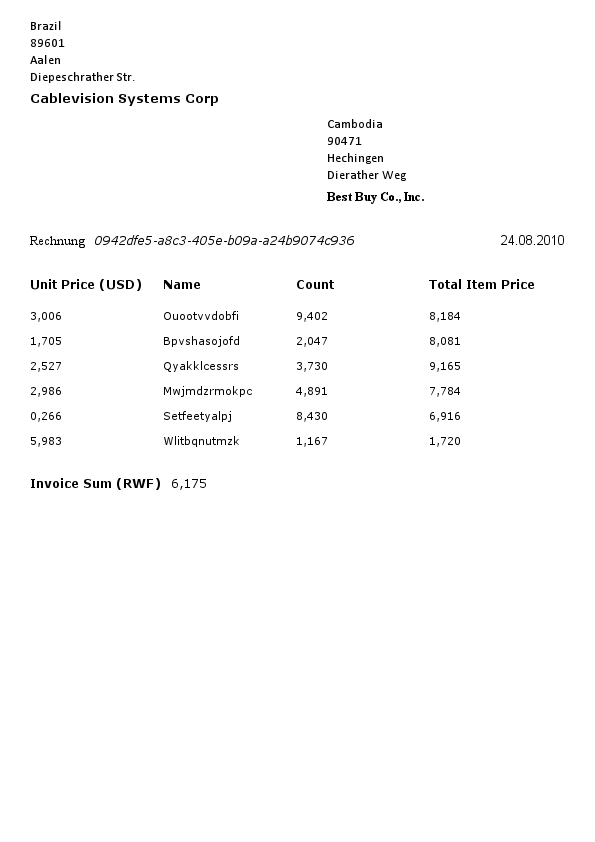 Brazil
89601
Aalen
Diepeschrather Str.
Cablevision Systems Corp
Cambodia
90471
Hechingen
Dierather Weg
Best Buy Co., Inc.
Rechnung 0942dfe5-a8c3-405e-b09a-a24b9074c936 24.08.2010
Unit Price (USD) Name Count Total Item Price
3,006 Ouootvvdobfi 9,402 8,184
1,705 Bpvshasojofd 2,047 8,081
2,527 Qyakklcessrs 3,730 9,165
2,986 Mwjmdzrmokpc 4,891 7,784
0,266 Setfeetyalpj 8,430 6,916
5,983 Wlitbqnutmzk 1,167 1,720
Invoice Sum (RWF) 6,175